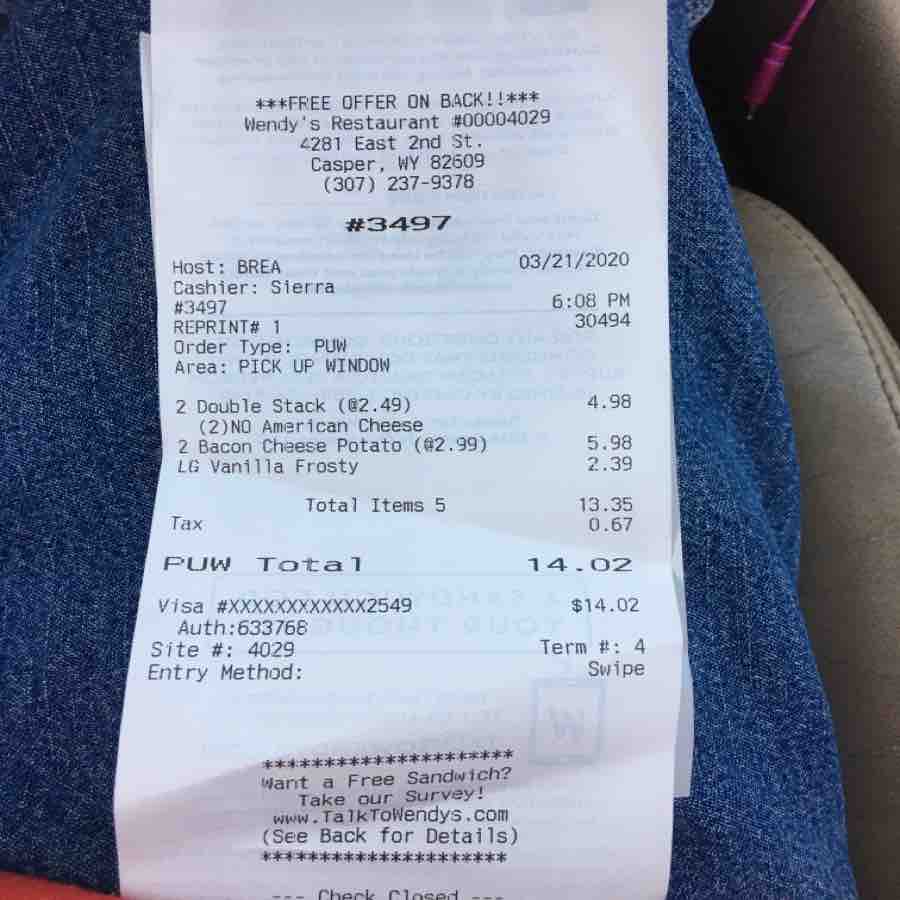 ***FREE OFFER ON BACK!!***
Wendy's Restaurant #00004029
4281 East 2nd St.
Casper, WY 82609
(307) 237-9378
#3497
Host: BREA 03/21/2020
Cashier: Sierra
#3497 6:08 PM
REPRINT# 1 30494
Order Type: PUW
Area: PICK UP WINDOW
2 Double Stack (@2.49) 4.98
(2)NO American Cheese
2 Bacon Cheese Potato (@2.99) 5.98
LG Vanilla Frosty 2.39
Total Items 5 13.35
Tax 0.67
PUW Total 14.02
Visa #XXXXXXXXXXXX2549 $14.02
Auth:633768
Site #: 4029 Term #: 4
Entry Method: Swipe
*********************
Want a Free Sandwich?
Take our Survey!
www.TalkToWendys.com
(See Back for Details)
*********************
--- Check Closed ---